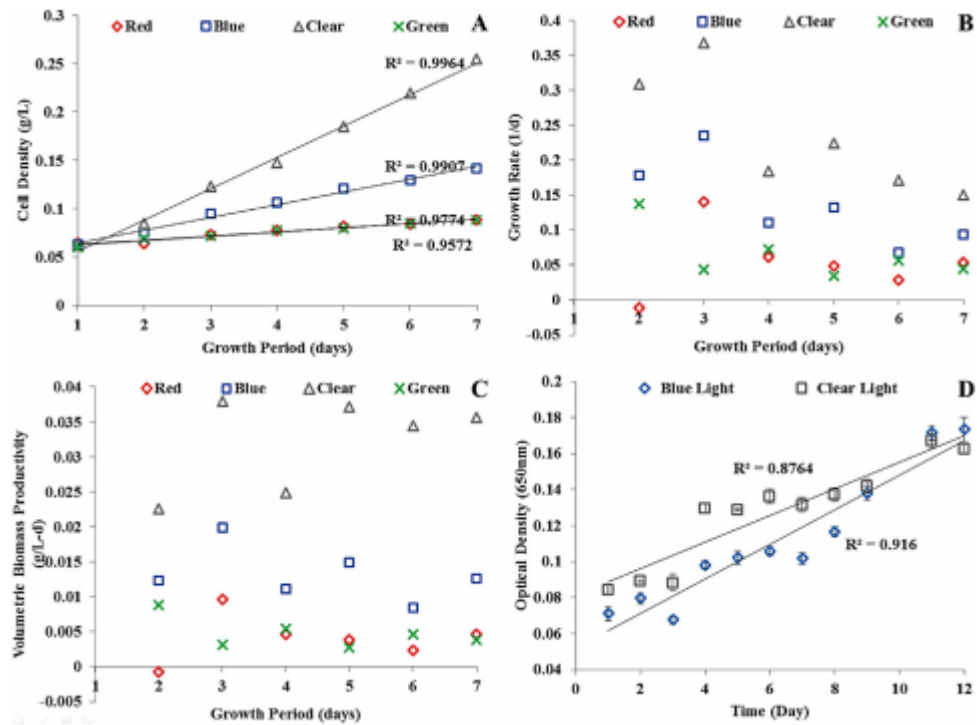 Red Blue Clear Green A
R² = 0.9964
R² = 0.9907
R² = 0.9774
R² = 0.9572
Cell Density (g/L)
0.3
0.25
0.2
0.15
0.1
0.05
0
1 2 3 4 5 6 7
Growth Period (days)
Red Blue Clear Green B
Growth Rate (1/d)
0.4
0.35
0.3
0.25
0.2
0.15
0.1
0.05
0
-0.05
1 2 3 4 5 6 7
Growth Period (days)
Red Blue Clear Green C
Volumetric Biomass Productivity
(g/L-d)
0.04
0.035
0.03
0.025
0.02
0.015
0.01
0.005
0
-0.005
1 2 3 4 5 6 7
Growth Period (days)
Blue Light Clear Light D
R² = 0.8764
R² = 0.916
Optical Density (650nm)
0.2
0.18
0.16
0.14
0.12
0.1
0.08
0.06
0.04
0 2 4 6 8 10 12
Time (Day)